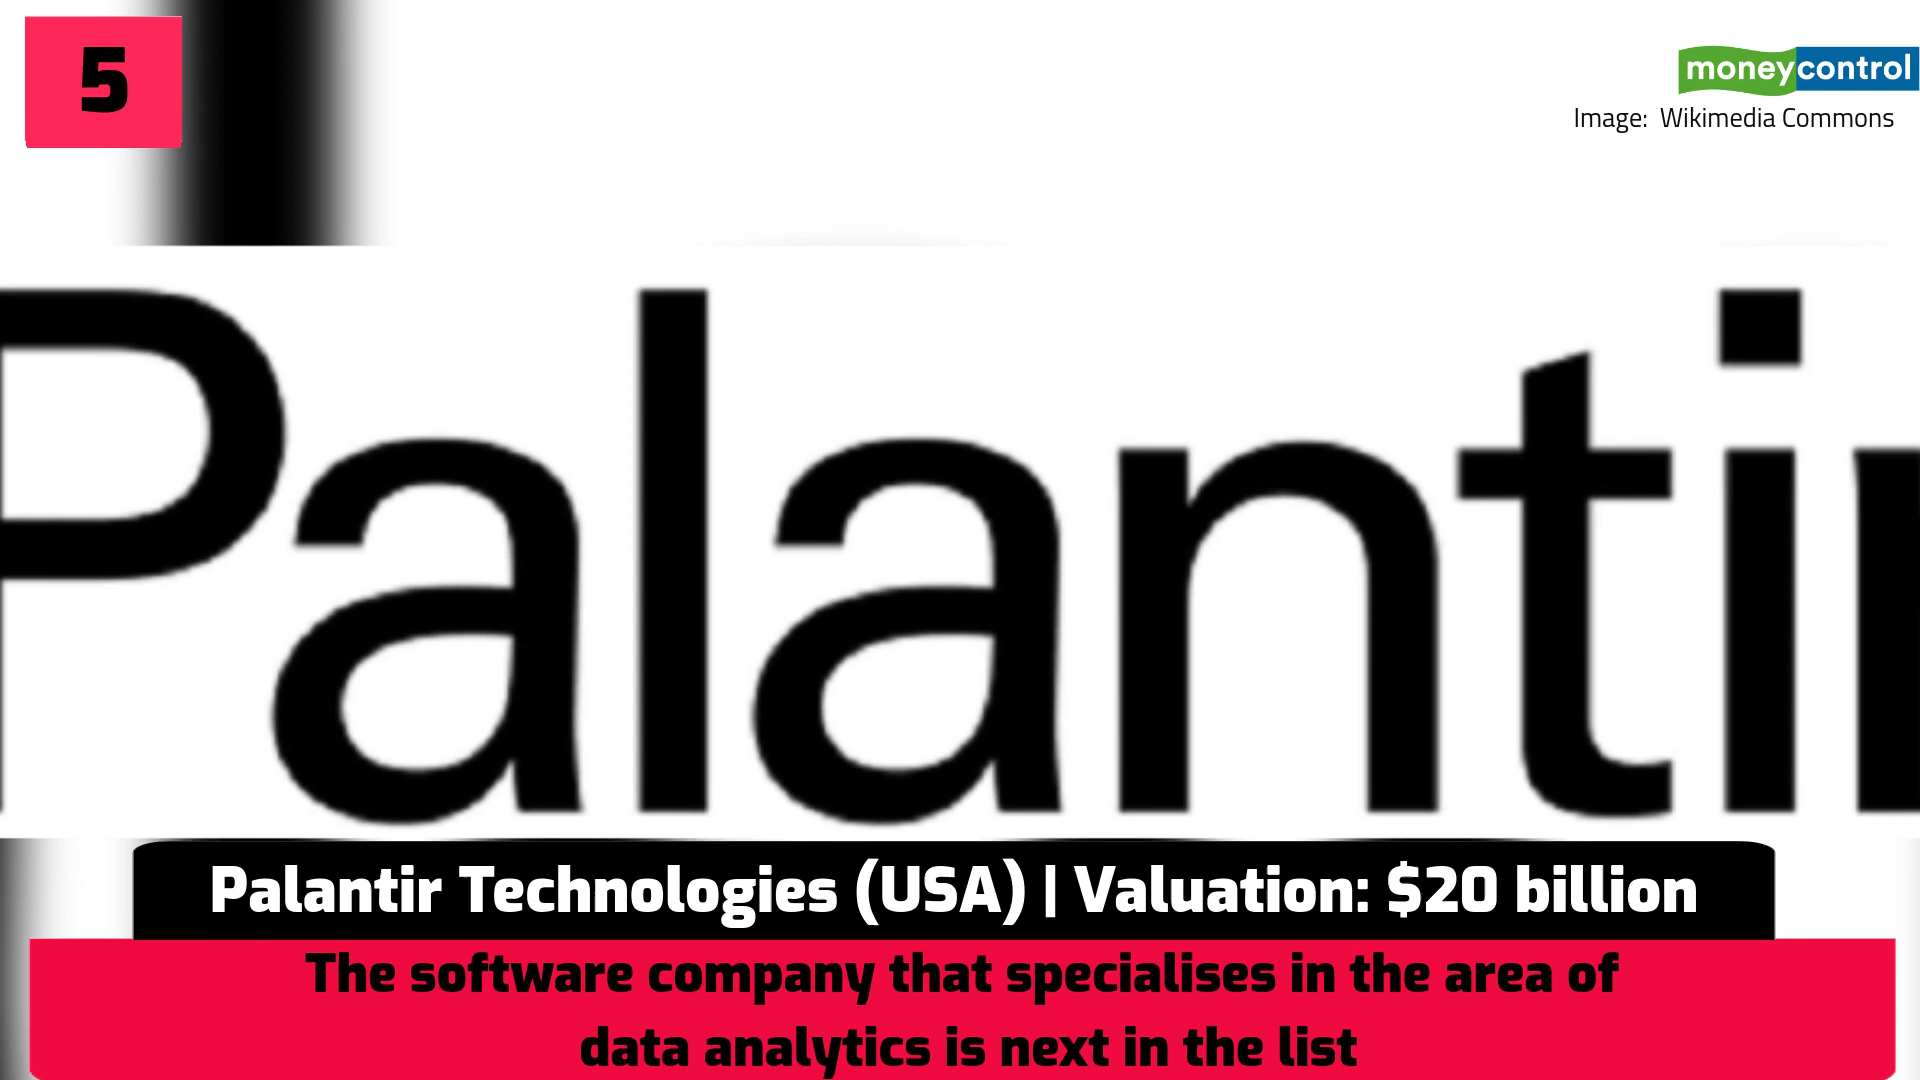 5
moneycontrol
Image: Wikimedia Commons
Palantir
Palantir Technologies (USA) | Valuation: $20 billion
The software company that specialises in the area of
data analytics is next in the list